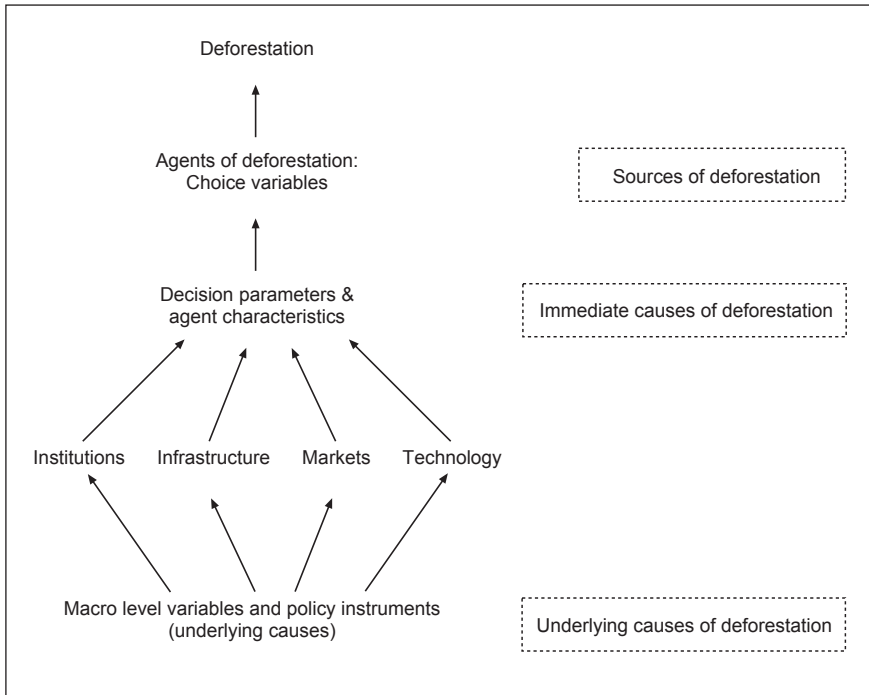 Deforestation
Agents of deforestation:
Choice variables
Sources of deforestation
Decision parameters &
agent characteristics
Immediate causes of deforestation
Institutions Infrastructure Markets Technology
Macro level variables and policy instruments
(underlying causes)
Underlying causes of deforestation